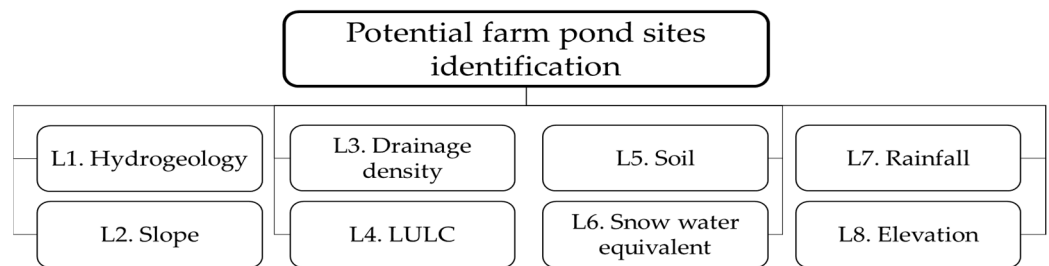 Potential farm pond sites
identification
L1. Hydrogeology
L2. Slope
L3. Drainage
density
L4. LULC
L5. Soil
L6. Snow water
equivalent
L7. Rainfall
L8. Elevation